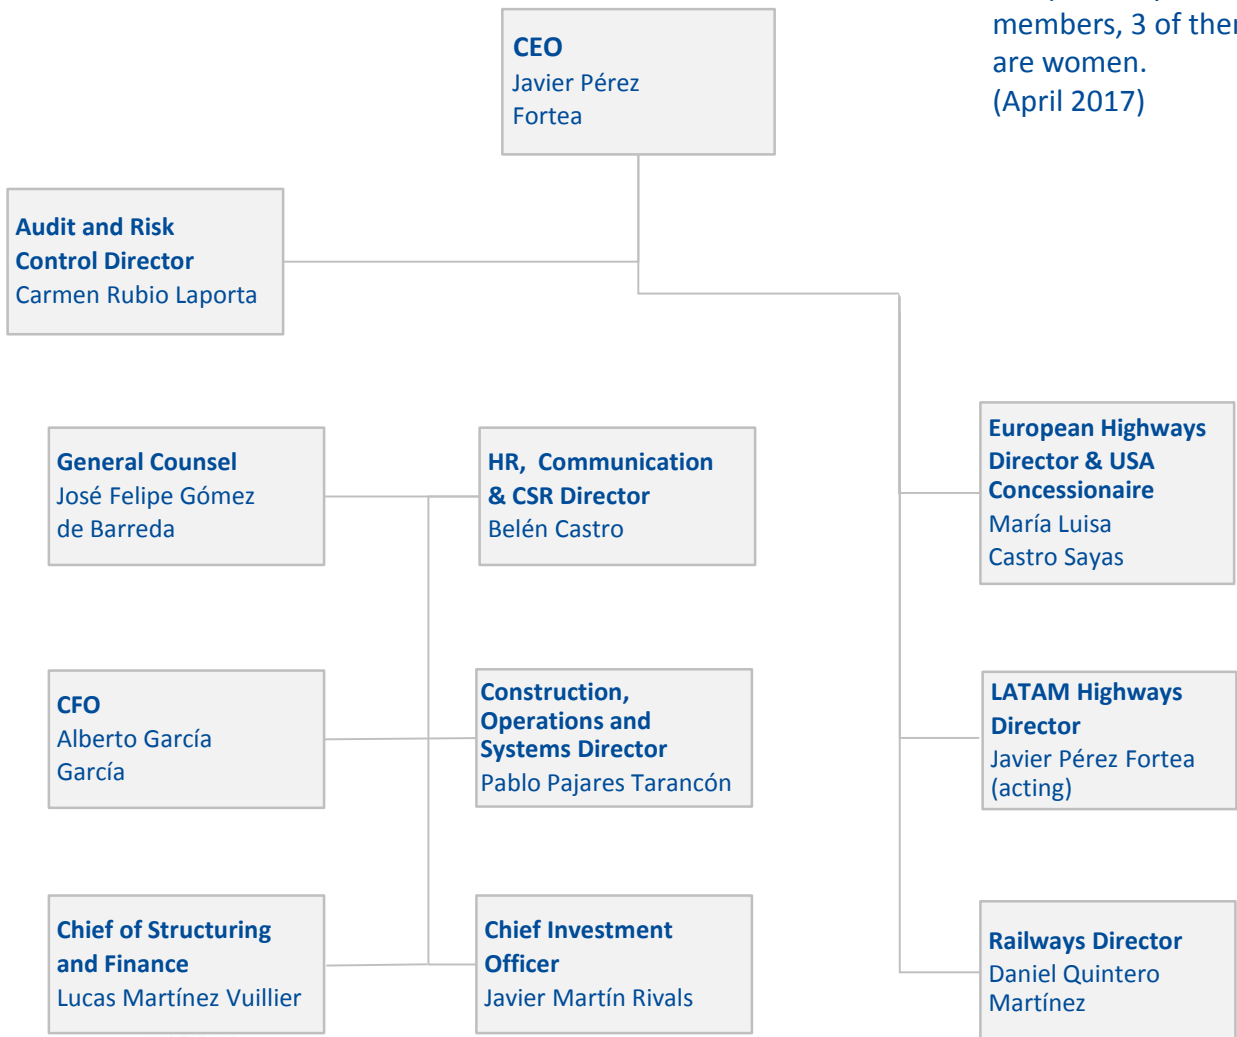 members, 3 of
are women.
(April 2017)
CEO
Javier Pérez
Fortea
Audit and Risk
Control Director
Carmen Rubio Laporta
General Counsel
José Felipe Gómez
de Barreda
HR, Communication
& CSR Director
Belén Castro
European Highways
Director & USA
Concessionaire
María Luisa
Castro Sayas
CFO
Alberto García
García
Construction,
Operations and
Systems Director
Pablo Pajares Tarancón
LATAM Highways
Director
Javier Pérez Fortea
(acting)
Chief of Structuring
and Finance
Lucas Martínez Vuillier
Chief Investment
Officer
Javier Martín Rivals
Railways Director
Daniel Quintero
Martínez